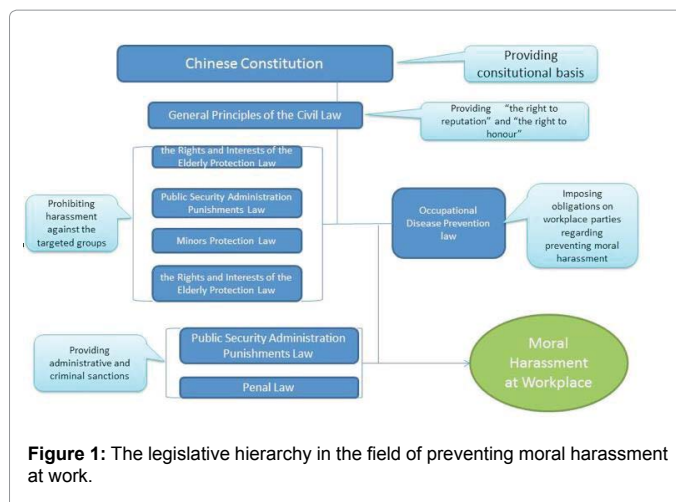 Chinese Constitution
Providing
consitutional basis
General Principles of the Civil Law
Providing “the right to
reputation” and “the right to
honour”
the Rights and Interests of the
Elderly Protection Law
Public Security Administration
Punishments Law
Minors Protection Law
the Rights and Interests of the
Elderly Protection Law
Prohibiting
harassment
against the
targeted groups
Occupational
Disease Prevention
law
Imposing
obligations on
workplace parties
regarding
preventing moral
harassment
Public Security Administration
Punishments Law
Penal Law
Providing
administrative and
criminal sanctions
Moral
Harassment
at Workplace
Figure 1: The legislative hierarchy in the field of preventing moral harassment
at work.